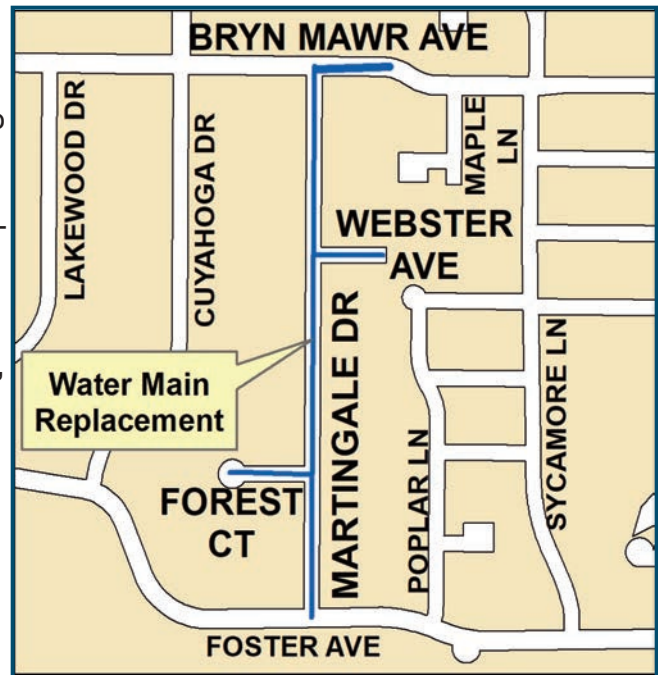 BRYN MAWR AVE
LAKEWOOD DR
CUYAHOGA DR
MAPLE
LN
WEBSTER
AVE
MARTINGALE DR
Water Main
Replacement
SYCAMORE LN
FOREST
CT
POPLAR LN
FOSTER AVE